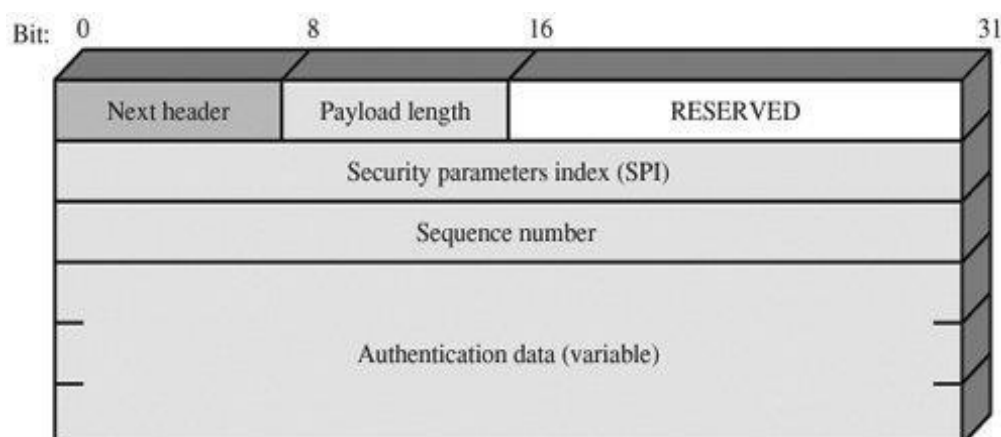 Bit: 0 8 16 31
Next header Payload length RESERVED
Security parameters index (SPI)
Sequence number
Authentication data (variable)